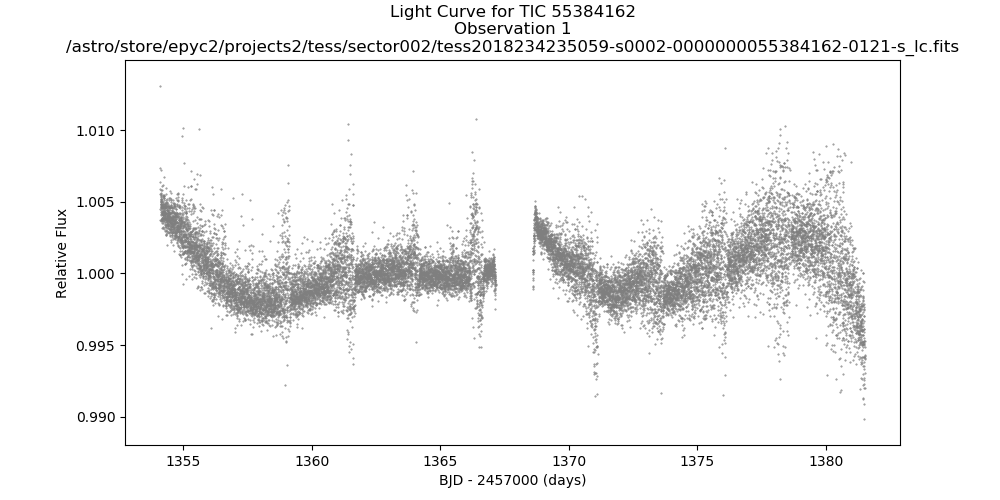 Light Curve for TIC 55384162
Observation 1
/astro/store/epyc2/projects2/tess/sector002/tess2018234235059-s0002-0000000055384162-0121-s_lc.fits
1.010
1.005
1.000
0.995
0.990
Relative Flux
1355
1360
1365
1370
1375
1380
BJD - 2457000 (days)